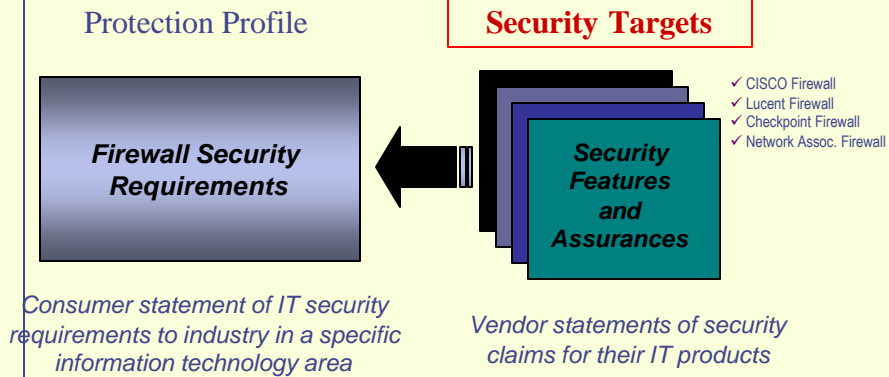 Protection Profile
Security Targets
Firewall Security
Requirements
Security
Features
and
Assurances
✓ CISCO Firewall
✓ Lucent Firewall
✓ Checkpoint Firewall
✓ Network Assoc. Firewall
Consumer statement of IT security
requirements to industry in a specific
information technology area
Vendor statements of security
claims for their IT products